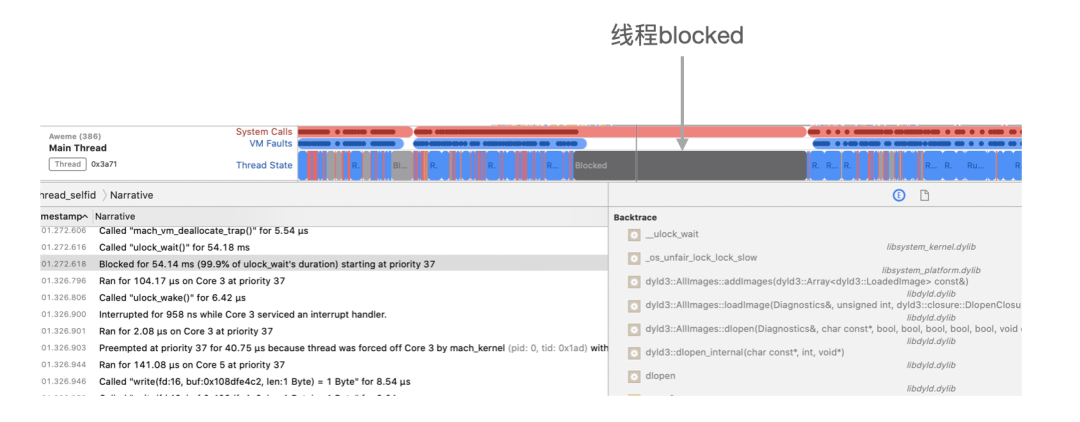 线程blocked
Aweme (386)
Main Thread
Thread 0x3a71
System Calls
VM Faults
Thread State
R. Bl... R. R. R... R... Blocked R.. R.. R... R... R.. Ru... R
hread_selfid 〉Narrative
mestamp Narrative
01.272.606 Called "mach_vm_deallocate_trap()" for 5.54 µs
01.272.616 Called "ulock_wait()" for 54.18 ms
01.272.618 Blocked for 54.14 ms (99.9% of ulock_wait's duration) starting at priority 37
01.326.796 Ran for 104.17 µs on Core 3 at priority 37
01.326.806 Called "ulock_wake()" for 6.42 µs
01.326.900 Interrupted for 958 ns while Core 3 serviced an interrupt handler.
01.326.901 Ran for 2.08 µs on Core 3 at priority 37
01.326.903 Preempted at priority 37 for 40.75 µs because thread was forced off Core 3 by mach_kernel (pid: 0, tid: 0x1ad) with
01.326.944 Ran for 141.08 µs on Core 5 at priority 37
01.326.946 Called "write(fd:16, buf:0x108dfe4c2, len:1 Byte) = 1 Byte" for 8.54 µs
E
Backtrace
__ulock_wait
libsystem_kernel.dylib
_os_unfair_lock_lock_slow
libsystem_platform.dylib
dyld3::AllImages::addImages(dyld3::Array<dyld3::LoadedImage> const&)
libdyld.dylib
dyld3::AllImages::loadImage(Diagnostics&, unsigned int, dyld3::closure::DlopenClosu
libdyld.dylib
dyld3::AllImages::dlopen(Diagnostics&, char const*, bool, bool, bool, bool, bool, void
libdyld.dylib
dyld3::dlopen_internal(char const*, int, void*)
libdyld.dylib
dlopen
libdyld.dylib